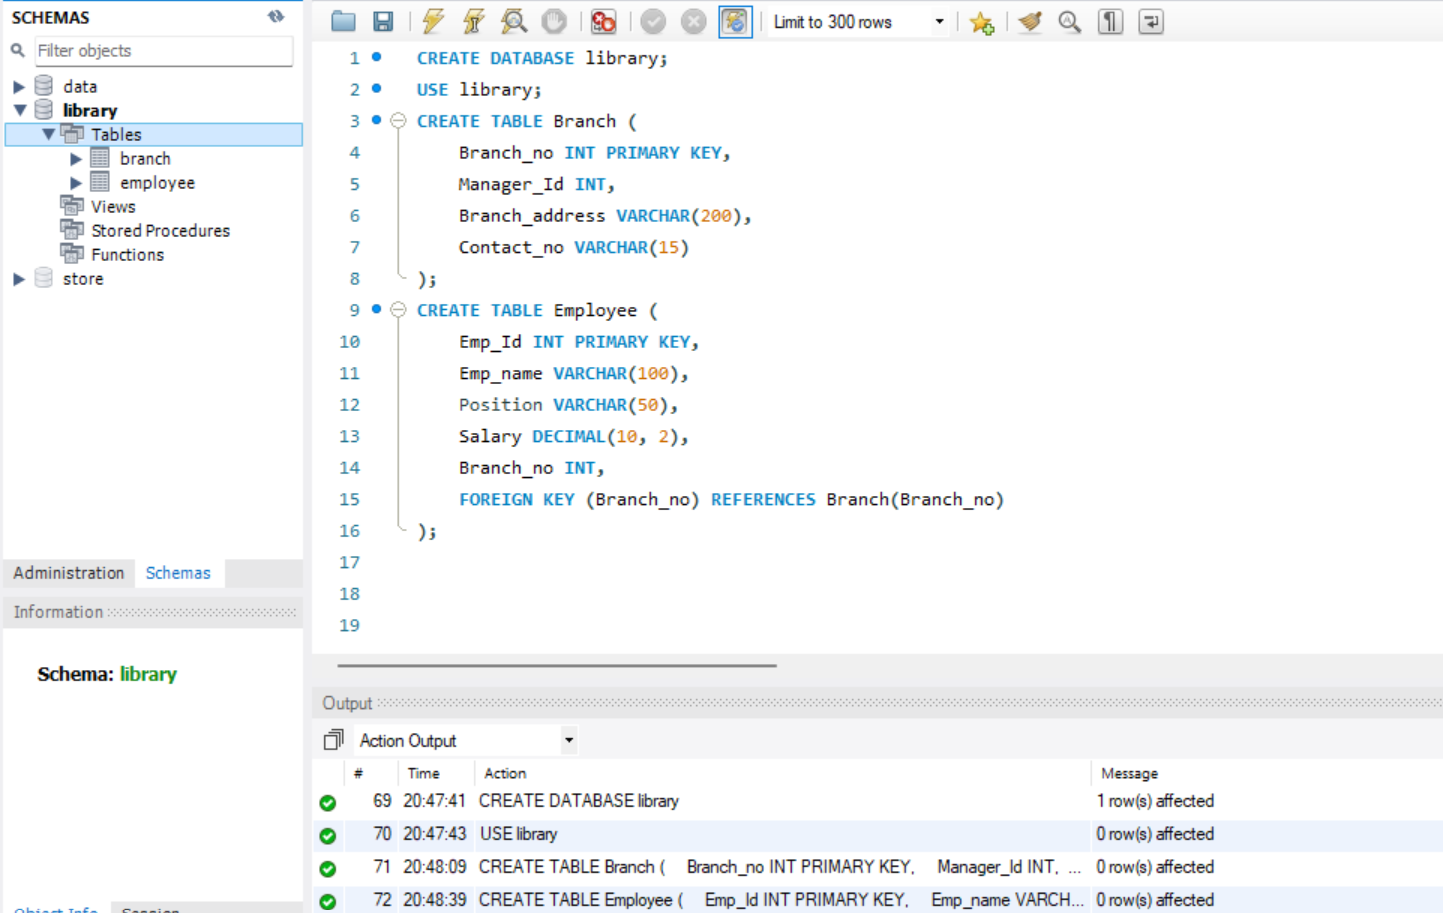 SCHEMAS
Filter objects
data
library
Tables
branch
employee
Views
Stored Procedures
Functions
store
Administration Schemas
Information
Schema: library
Object Info Session
Limit to 300 rows
1 CREATE DATABASE library;
2 USE library;
3 CREATE TABLE Branch (
4 Branch_no INT PRIMARY KEY,
5 Manager_Id INT,
6 Branch_address VARCHAR(200),
7 Contact_no VARCHAR(15)
8 );
9 CREATE TABLE Employee (
10 Emp_Id INT PRIMARY KEY,
11 Emp_name VARCHAR(100),
12 Position VARCHAR(50),
13 Salary DECIMAL(10, 2),
14 Branch_no INT,
15 FOREIGN KEY (Branch_no) REFERENCES Branch(Branch_no)
16 );
17
18
19
Output
Action Output
# Time Action Message
69 20:47:41 CREATE DATABASE library 1 row(s) affected
70 20:47:43 USE library 0 row(s) affected
71 20:48:09 CREATE TABLE Branch ( Branch_no INT PRIMARY KEY, Manager_Id INT, ... 0 row(s) affected
72 20:48:39 CREATE TABLE Employee ( Emp_Id INT PRIMARY KEY, Emp_name VARCH... 0 row(s) affected